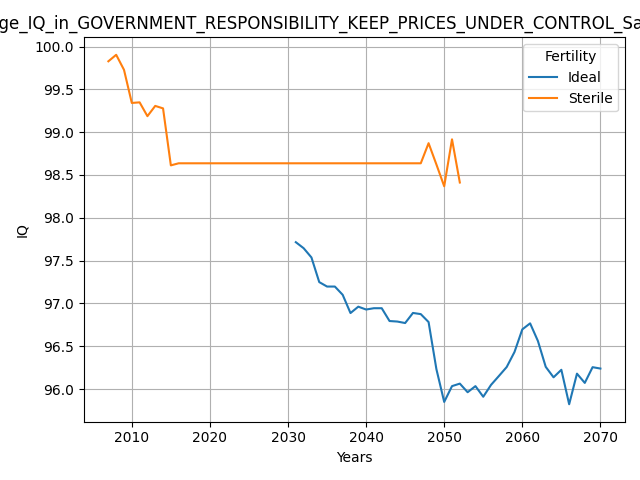 ge_IQ_in_GOVERNMENT_RESPONSIBILITY_KEEP_PRICES_UNDER_CONTROL_Sa
100.0
99.5
99.0
98.5
98.0
97.5
97.0
96.5
96.0
IQ
Fertility
Ideal
Sterile
2010 2020 2030 2040 2050 2060 2070
Years